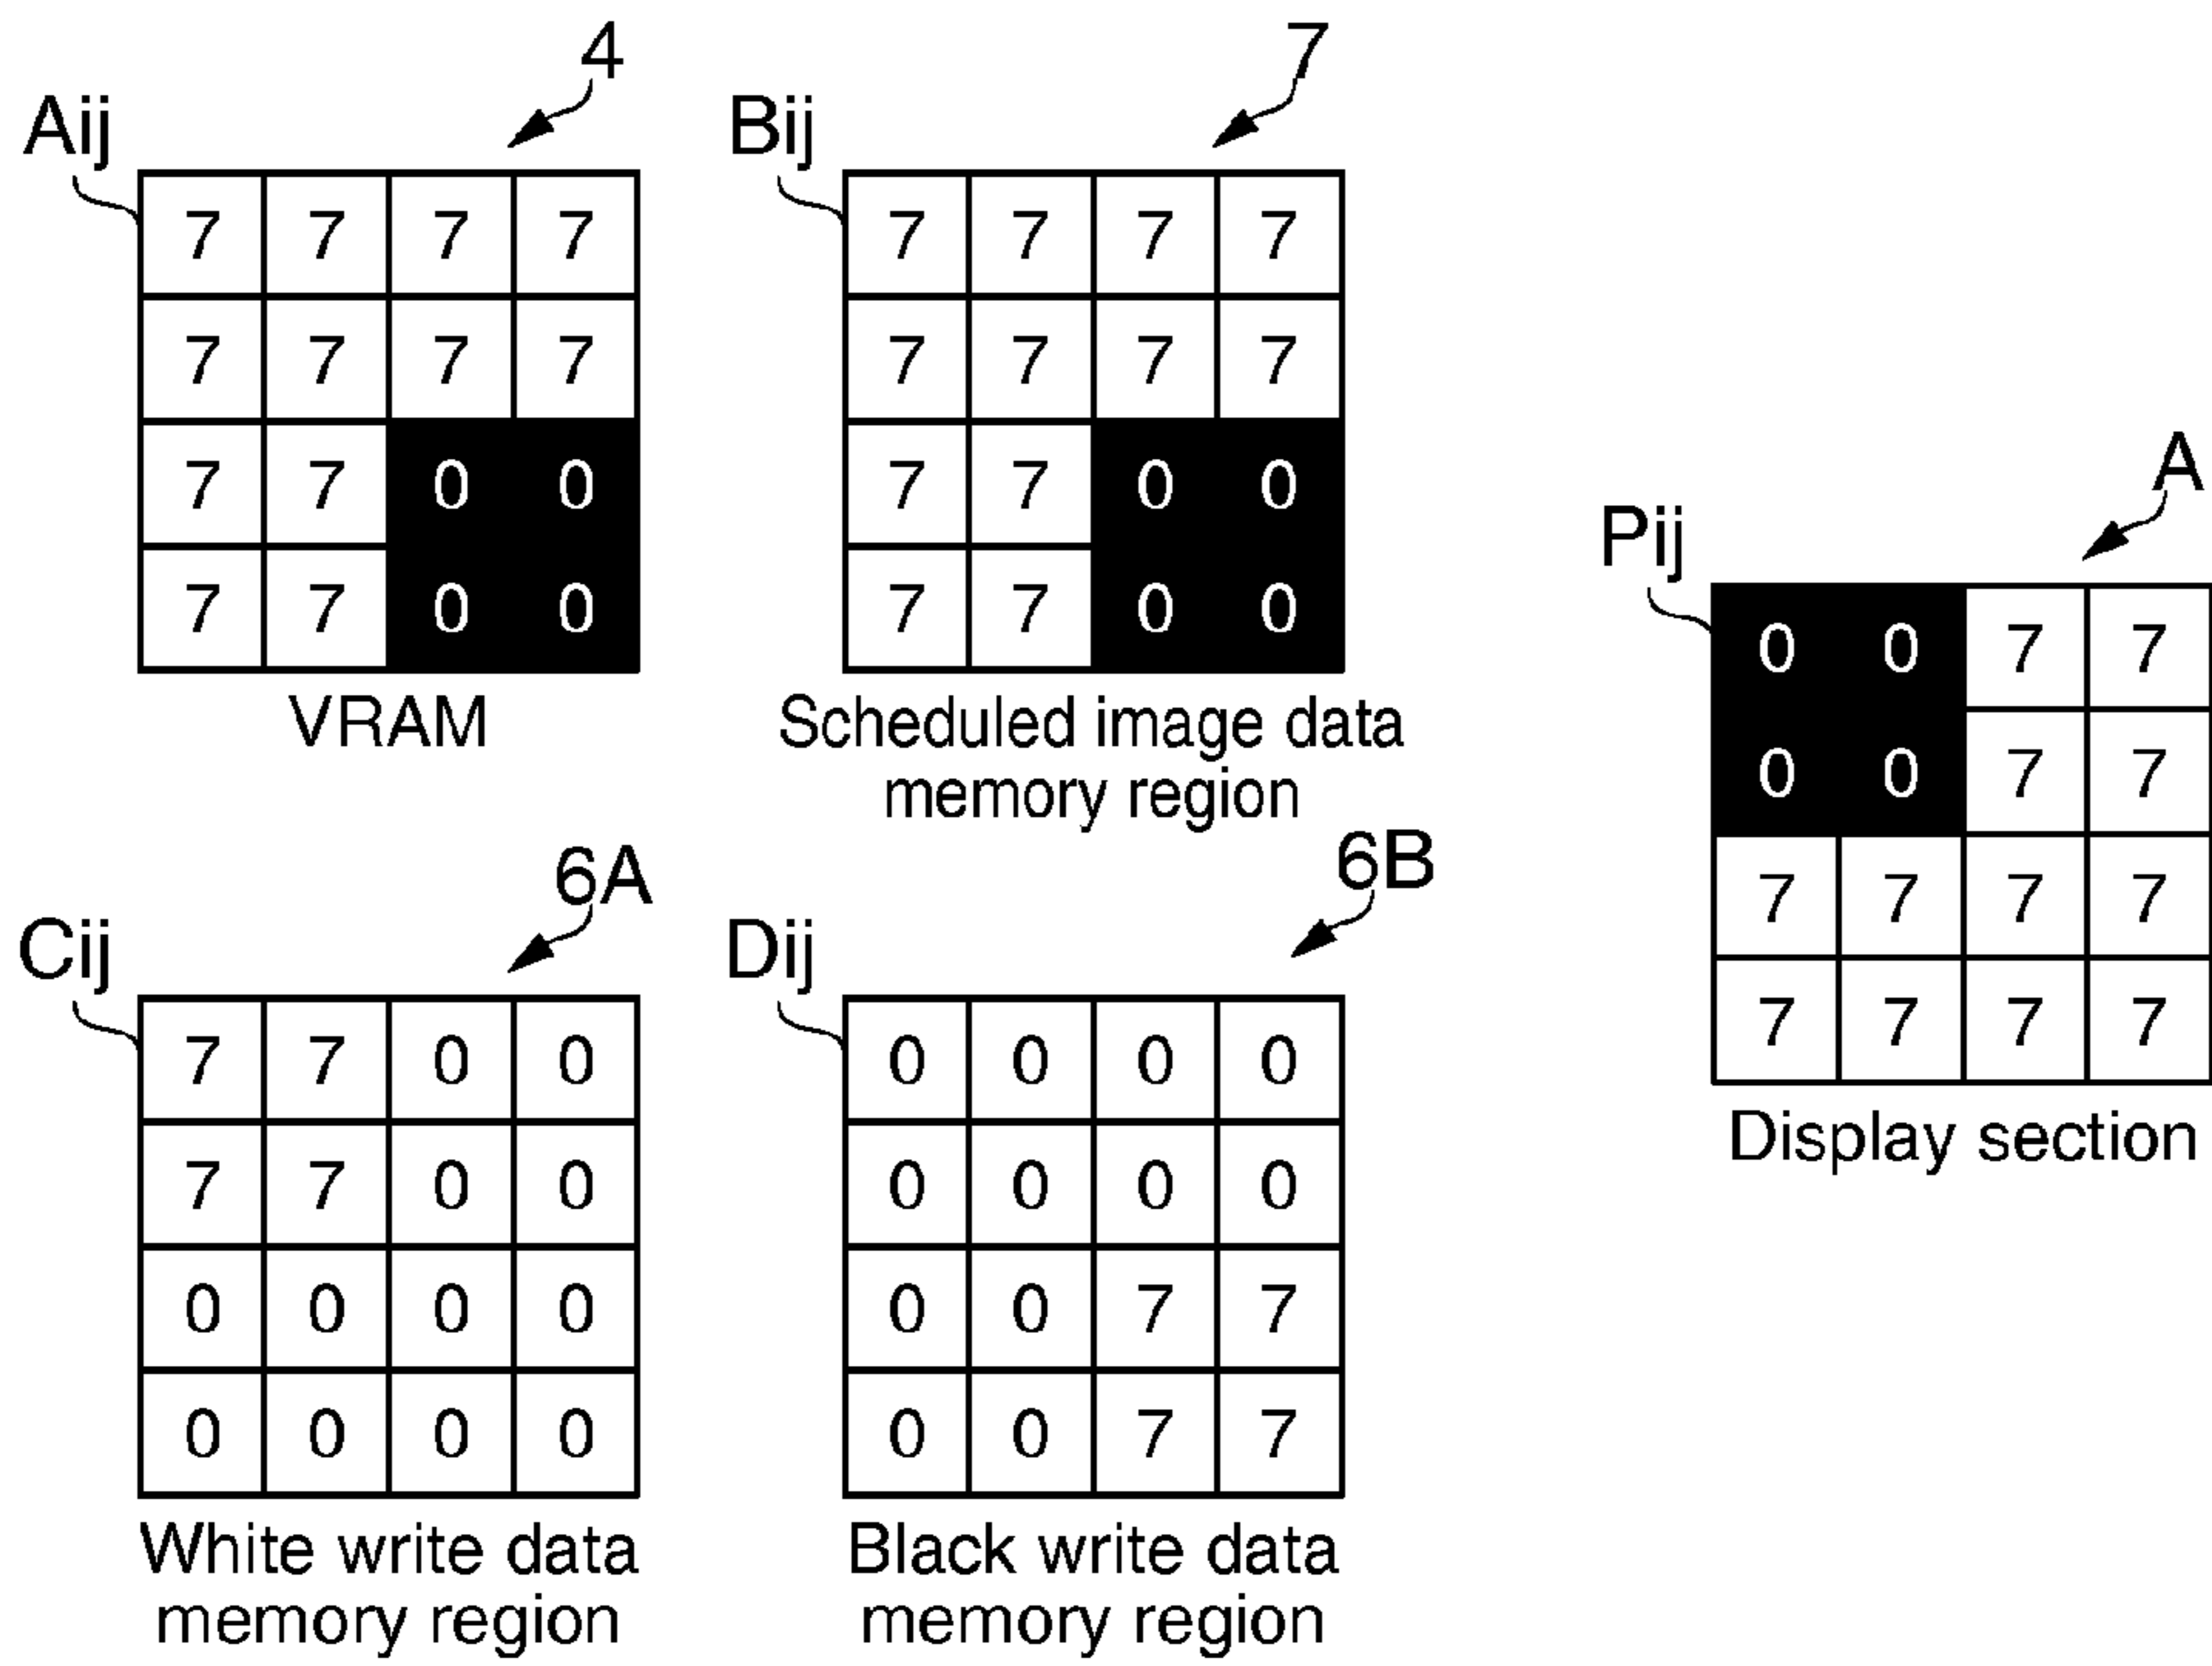 4
Aij
7 7 7 7
7 7 7 7
7 7 0 0
7 7 0 0
VRAM
7
Bij
7 7 7 7
7 7 7 7
7 7 0 0
7 7 0 0
Scheduled image data
memory region
A
Pij
0 0 7 7
0 0 7 7
7 7 7 7
7 7 7 7
Display section
6A
Cij
7 7 0 0
7 7 0 0
0 0 0 0
0 0 0 0
White write data
memory region
6B
Dij
0 0 0 0
0 0 0 0
0 0 7 7
0 0 7 7
Black write data
memory region